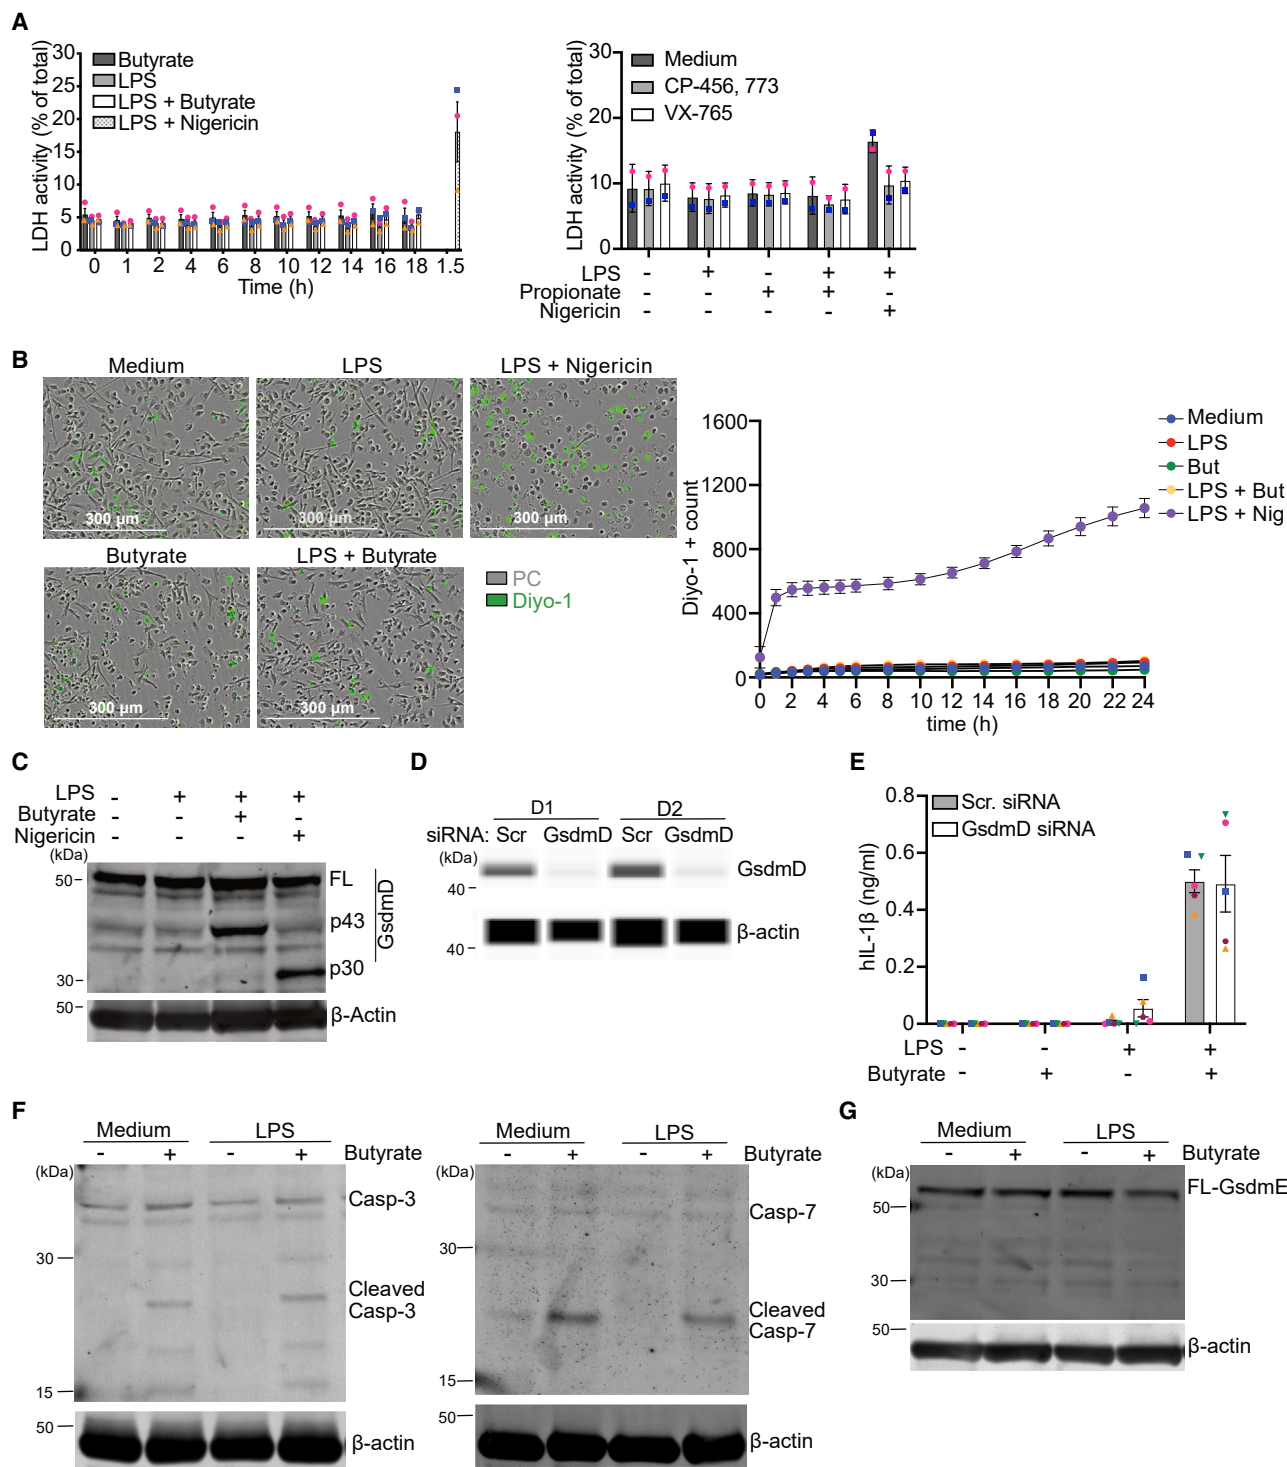 A
LDH activity (% of total)
30
25
20
15
10
5
0
Butyrate
LPS
LPS + Butyrate
LPS + Nigericin
0 1 2 4 6 8 10 12 14 16 18 1.5
Time (h)
LDH activity (% of total)
30
20
10
0
Medium
CP-456, 773
VX-765
LPS - + - + +
Propionate - - + + -
Nigericin - - - - +
B
Medium LPS LPS + Nigericin
300 µm 300 µm 300 µm
Butyrate LPS + Butyrate
300 µm 300 µm
PC
Diyo-1
Diyo-1 + count
1600
1200
800
400
0
0 2 4 6 8 10 12 14 16 18 20 22 24
time (h)
Medium
LPS
But
LPS + But
LPS + Nig
C
LPS - + + +
Butyrate - - + -
Nigericin - - - +
(kDa)
50
30
50
FL
p43
p30
GsdmD
β-Actin
D
D1 D2
siRNA: Scr GsdmD Scr GsdmD
(kDa)
40
40
GsdmD
β-actin
E
hIL-1β (ng/ml)
0.8
0.6
0.4
0.2
0
Scr. siRNA
GsdmD siRNA
LPS - - + +
Butyrate - + - +
F
Medium LPS
- + - + Butyrate
(kDa)
30
15
50
Casp-3
Cleaved
Casp-3
β-actin
Medium LPS
- + - + Butyrate
(kDa)
30
15
50
Casp-7
Cleaved
Casp-7
β-actin
G
Medium LPS
- + - + Butyrate
(kDa)
50
30
50
FL-GsdmE
β-actin